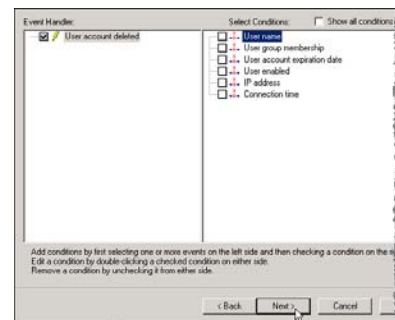 Event Handler:
Select Conditions:
Show all conditions
User account deleted
User name
User group membership
User account expiration date
User enabled
IP address
Connection time
Add conditions by first selecting one or more events on the left side and then checking a condition on the
Edit a condition by double-clicking a checked condition on either side.
Remove a condition by unchecking it from either side.
< Back
Next >
Cancel